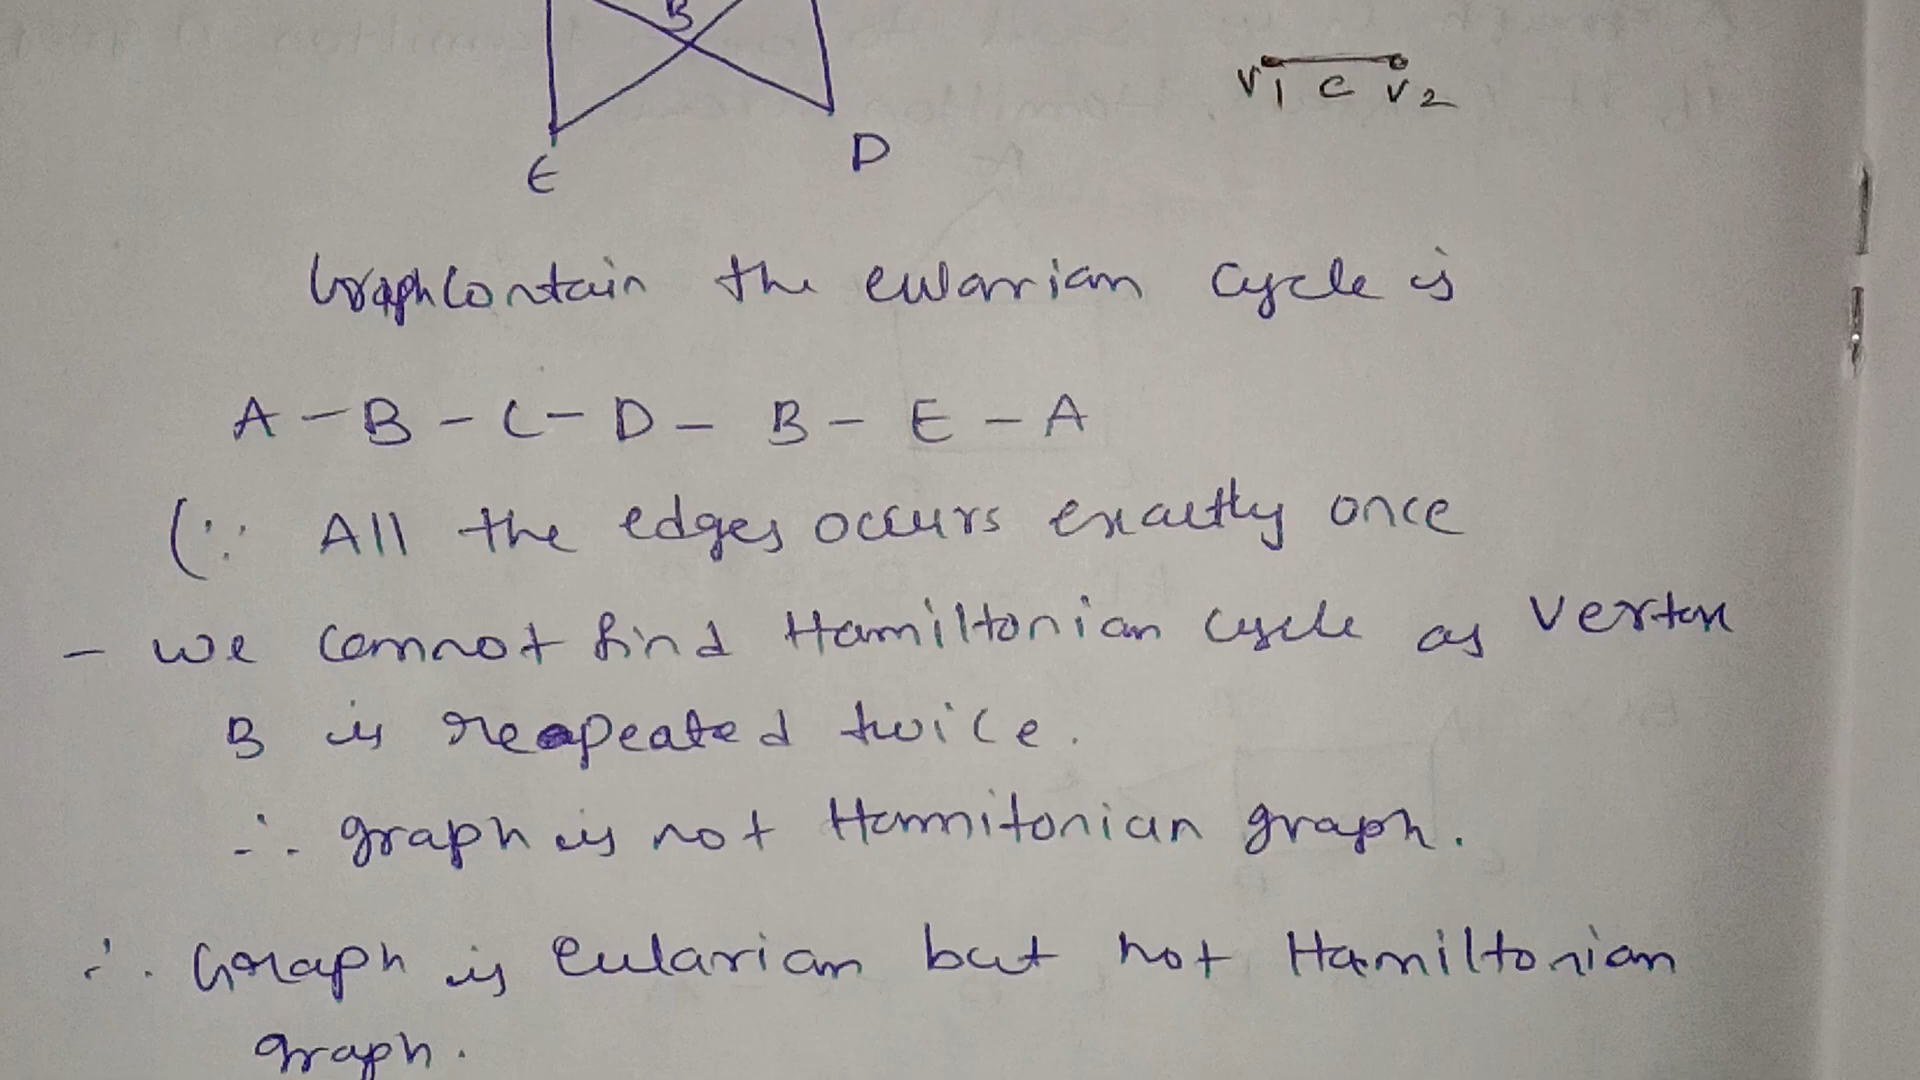 B
V1 e V2
E
D
Graph Contain the eularian Cycle is
A - B - C - D - B - E - A
(∵ All the edges occurs exactly once
- we cannot find Hamiltonian cycle as vertex
B is reapeated twice.
∴ graph is not Hamitonian graph.
∴ Graph is Eularian but not Hamiltonian
graph.